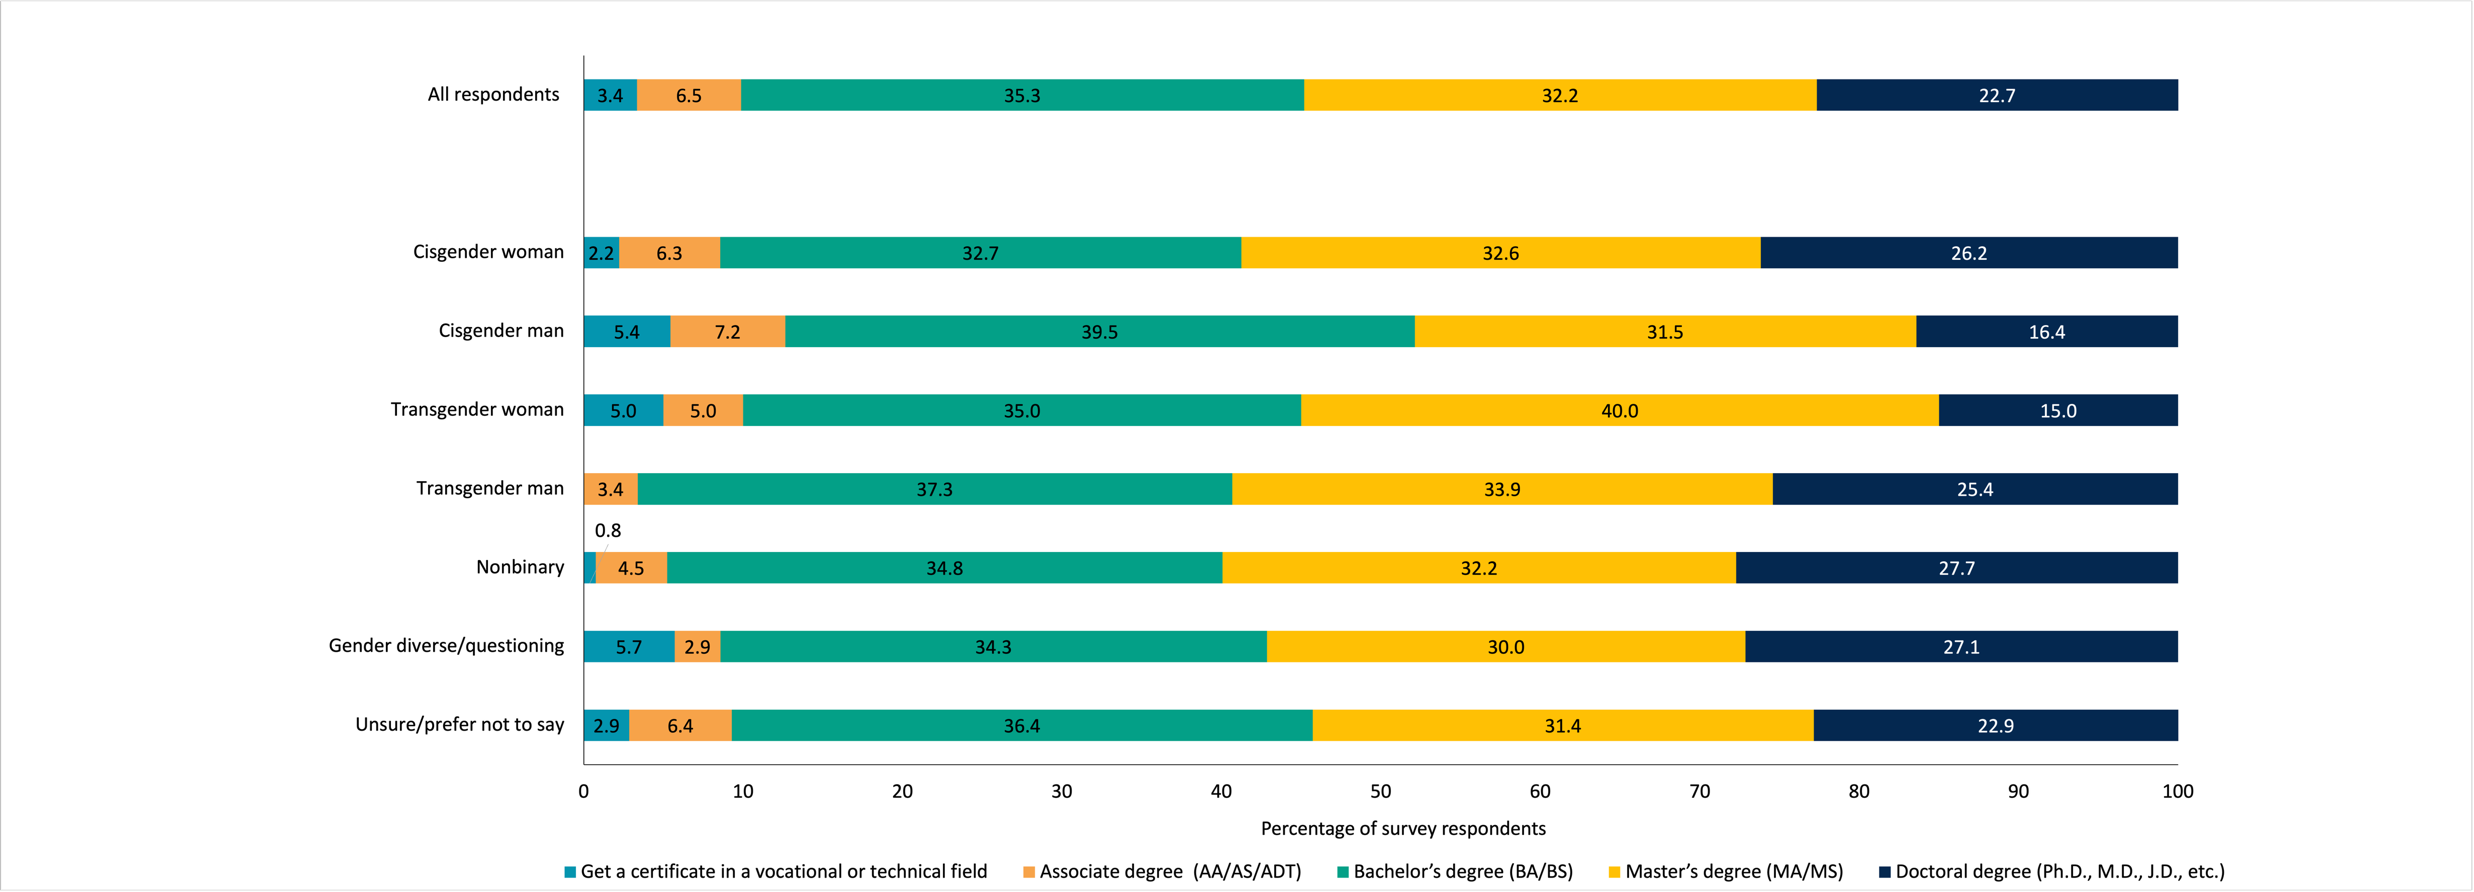 All respondents 3.4 6.5 35.3 32.2 22.7
Cisgender woman 2.2 6.3 32.7 32.6 26.2
Cisgender man 5.4 7.2 39.5 31.5 16.4
Transgender woman 5.0 5.0 35.0 40.0 15.0
Transgender man 3.4 37.3 33.9 25.4
0.8
Nonbinary 4.5 34.8 32.2 27.7
Gender diverse/questioning 5.7 2.9 34.3 30.0 27.1
Unsure/prefer not to say 2.9 6.4 36.4 31.4 22.9
0 10 20 30 40 50 60 70 80 90 100
Percentage of survey respondents
Get a certificate in a vocational or technical field Associate degree (AA/AS/ADT) Bachelor’s degree (BA/BS) Master’s degree (MA/MS) Doctoral degree (Ph.D., M.D., J.D., etc.)